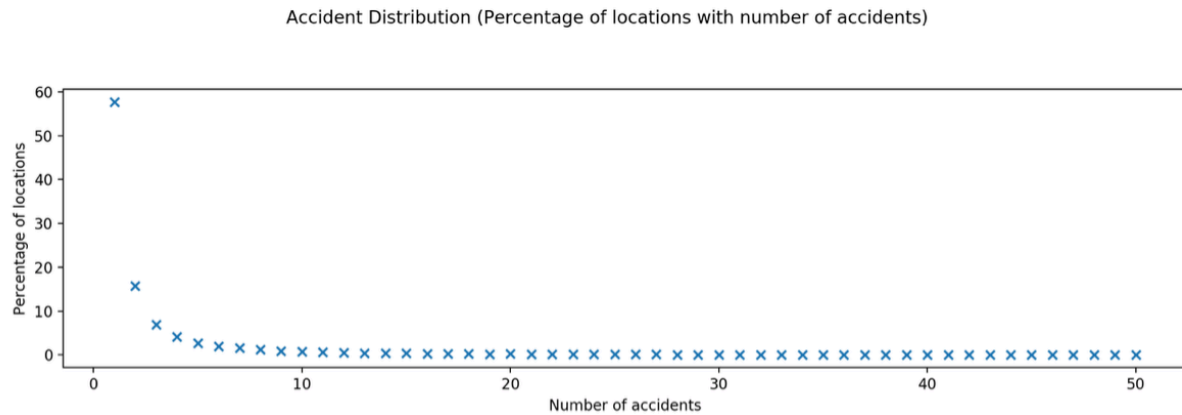 Accident Distribution (Percentage of locations with number of accidents)
60
50
40
30
20
10
0
Percentage of locations
0 10 20 30 40 50
Number of accidents